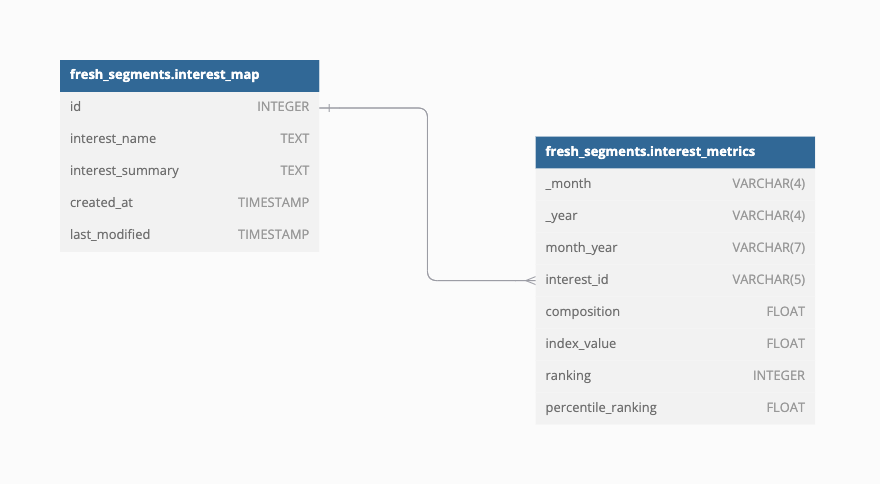 fresh_segments.interest_map
id INTEGER
interest_name TEXT
interest_summary TEXT
created_at TIMESTAMP
last_modified TIMESTAMP
fresh_segments.interest_metrics
_month VARCHAR(4)
_year VARCHAR(4)
month_year VARCHAR(7)
interest_id VARCHAR(5)
composition FLOAT
index_value FLOAT
ranking INTEGER
percentile_ranking FLOAT